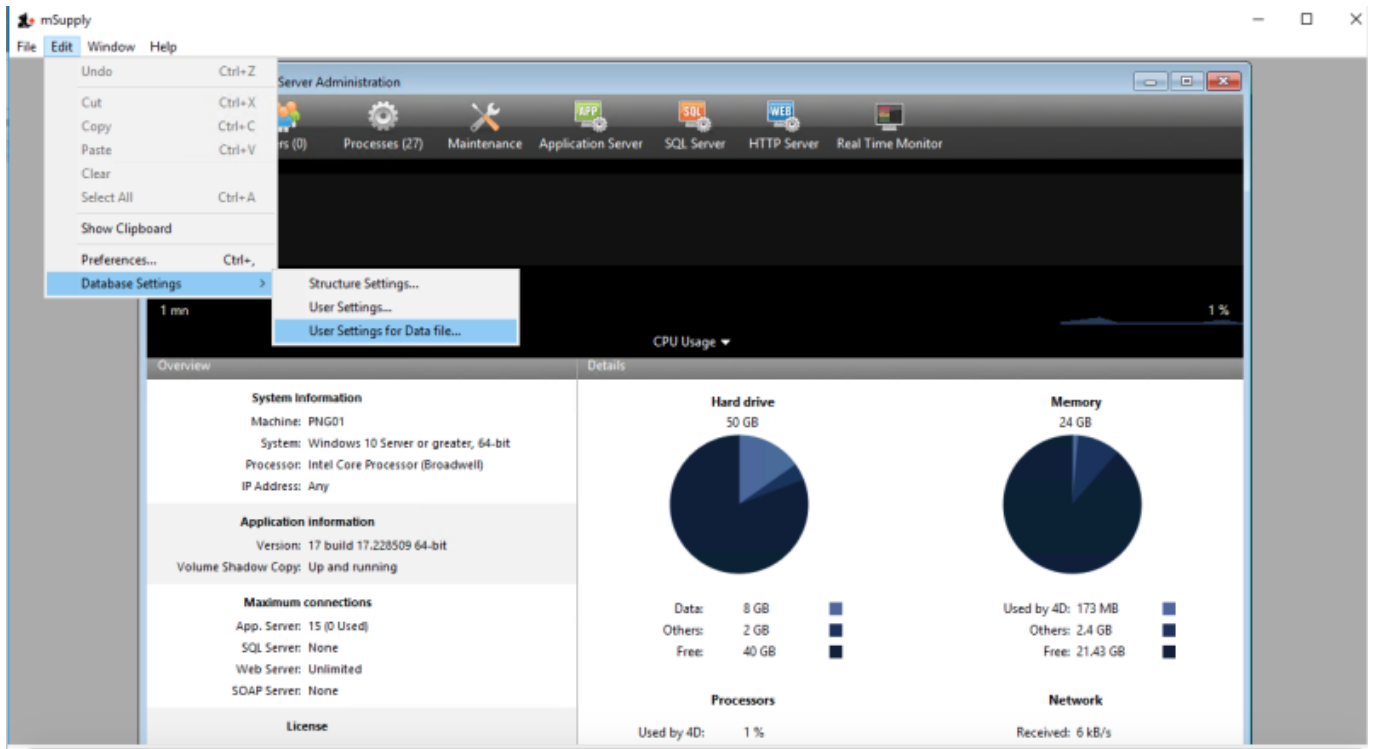 mSupply
File Edit Window Help
Undo Ctrl+Z
Cut Ctrl+X
Copy Ctrl+C
Paste Ctrl+V
Clear
Select All Ctrl+A
Show Clipboard
Preferences... Ctrl+,
Database Settings >
Structure Settings...
User Settings...
User Settings for Data file...
Server Administration
rs (0) Processes (27) Maintenance Application Server SQL Server HTTP Server Real Time Monitor
APP SQL WEB
1 mn 1 %
CPU Usage
Overview Details
System Information
Machine: PNG01
System: Windows 10 Server or greater, 64-bit
Processor: Intel Core Processor (Broadwell)
IP Address: Any
Application information
Version: 17 build 17.228509 64-bit
Volume Shadow Copy: Up and running
Maximum connections
App. Server: 15 (0 Used)
SQL Server: None
Web Server: Unlimited
SOAP Server: None
License
Hard drive
50 GB
Data: 8 GB
Others: 2 GB
Free: 40 GB
Memory
24 GB
Used by 4D: 173 MB
Others: 2.4 GB
Free: 21.43 GB
Processors
Used by 4D: 1 %
Network
Received: 6 kB/s